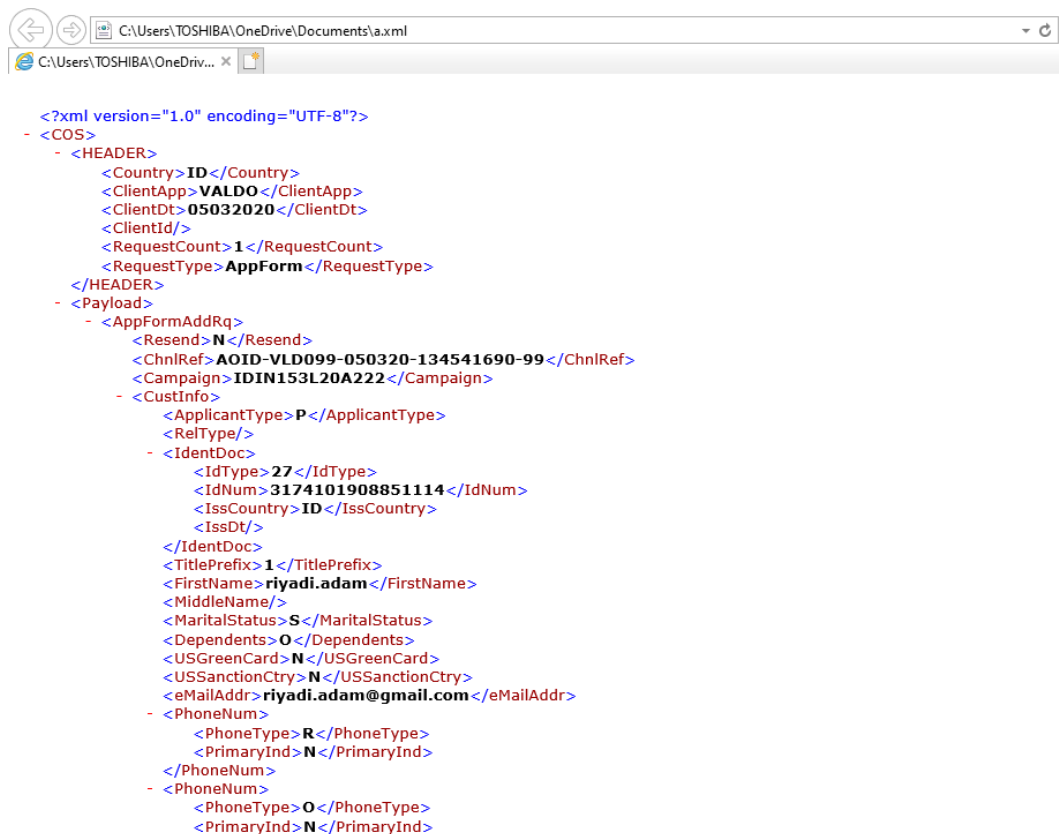 C:\Users\TOSHIBA\OneDrive\Documents\a.xml
C:\Users\TOSHIBA\OneDriv...
<?xml version="1.0" encoding="UTF-8"?>
- <COS>
- <HEADER>
<Country>ID</Country>
<ClientApp>VALDO</ClientApp>
<ClientDt>05032020</ClientDt>
<ClientId/>
<RequestCount>1</RequestCount>
<RequestType>AppForm</RequestType>
</HEADER>
- <Payload>
- <AppFormAddRq>
<Resend>N</Resend>
<ChnlRef>AOID-VLD099-050320-134541690-99</ChnlRef>
<Campaign>IDIN153L20A222</Campaign>
- <CustInfo>
<ApplicantType>P</ApplicantType>
<RelType/>
- <IdentDoc>
<IdType>27</IdType>
<IdNum>3174101908851114</IdNum>
<IssCountry>ID</IssCountry>
<IssDt/>
</IdentDoc>
<TitlePrefix>1</TitlePrefix>
<FirstName>riyadi.adam</FirstName>
<MiddleName/>
<MaritalStatus>S</MaritalStatus>
<Dependents>O</Dependents>
<USGreenCard>N</USGreenCard>
<USSanctionCtry>N</USSanctionCtry>
<eMailAddr>riyadi.adam@gmail.com</eMailAddr>
- <PhoneNum>
<PhoneType>R</PhoneType>
<PrimaryInd>N</PrimaryInd>
</PhoneNum>
- <PhoneNum>
<PhoneType>O</PhoneType>
<PrimaryInd>N</PrimaryInd>